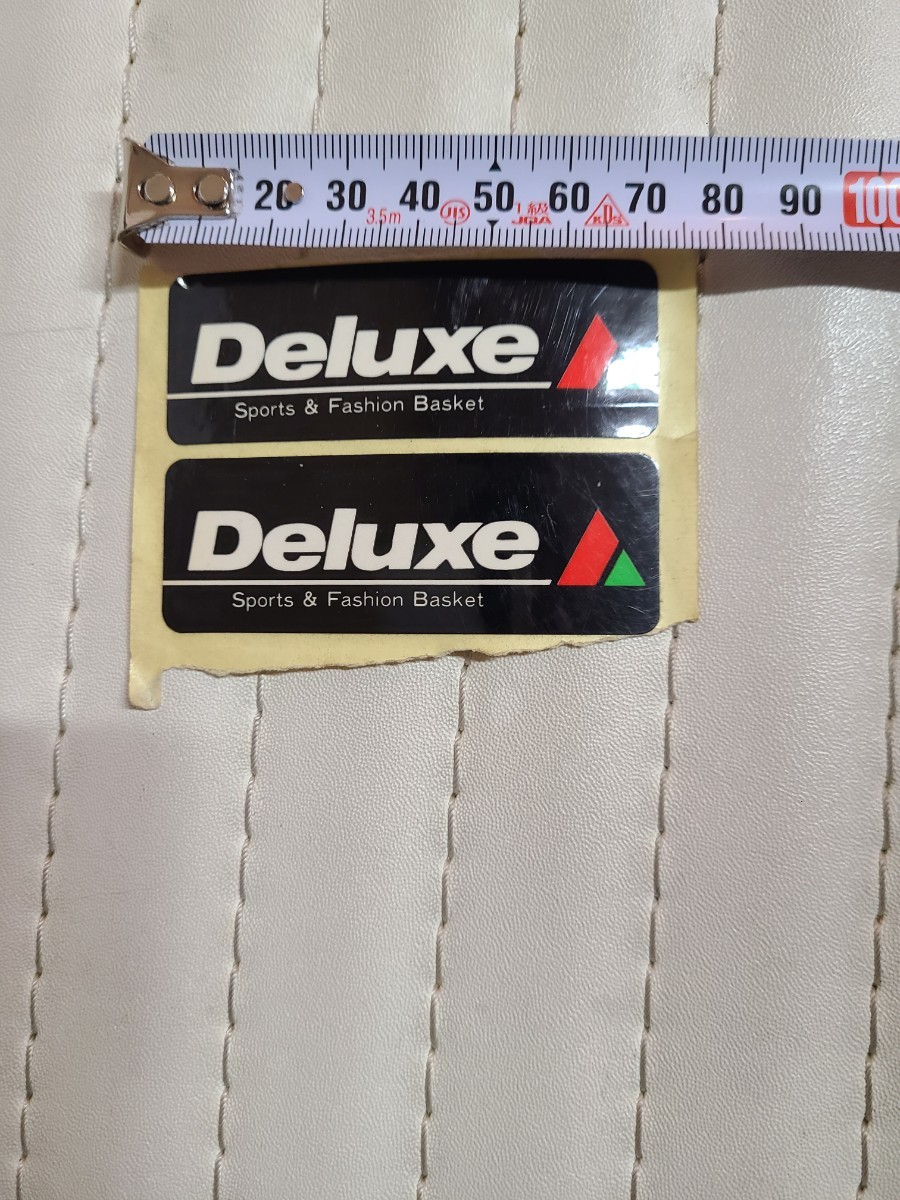 20 30 40 50 60 70 80 90 100
3.5m JIS 1級 KDS
JQA
Deluxe
Sports & Fashion Basket
Deluxe
Sports & Fashion Basket